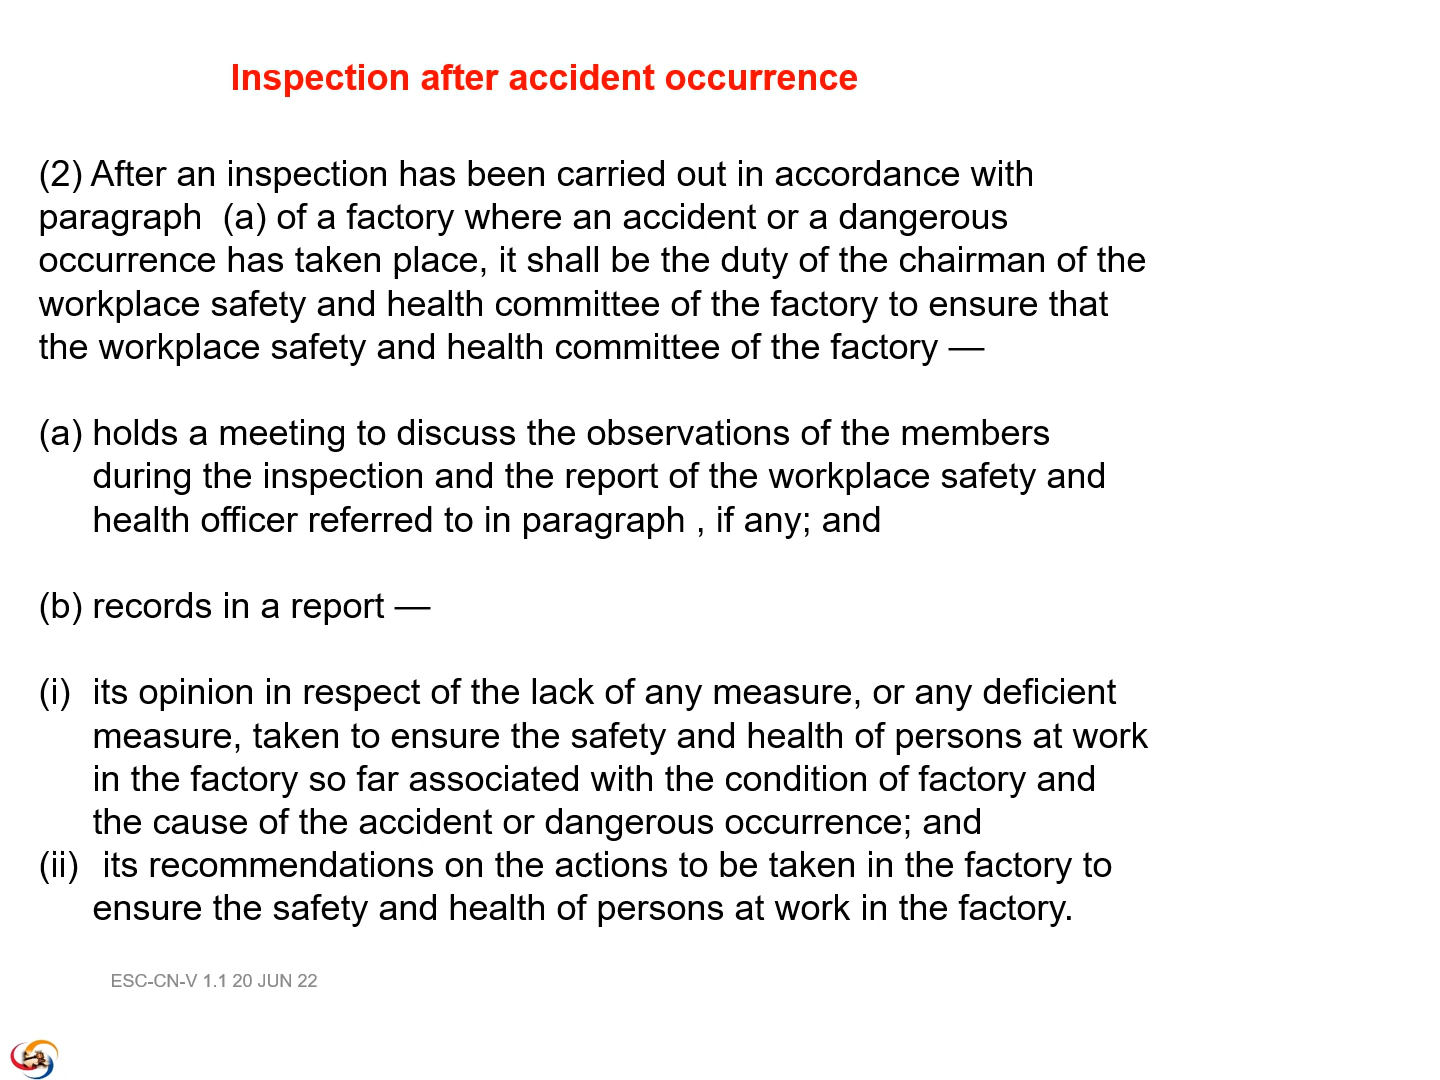 Inspection after accident occurrence
(2) After an inspection has been carried out in accordance with
paragraph  (a) of a factory where an accident or a dangerous
occurrence has taken place, it shall be the duty of the chairman of the
workplace safety and health committee of the factory to ensure that
the workplace safety and health committee of the factory —
(a) holds a meeting to discuss the observations of the members
during the inspection and the report of the workplace safety and
health officer referred to in paragraph , if any; and
(b) records in a report —
(i) its opinion in respect of the lack of any measure, or any deficient
measure, taken to ensure the safety and health of persons at work
in the factory so far associated with the condition of factory and
the cause of the accident or dangerous occurrence; and
(ii) its recommendations on the actions to be taken in the factory to
ensure the safety and health of persons at work in the factory.
ESC-CN-V 1.1 20 JUN 22